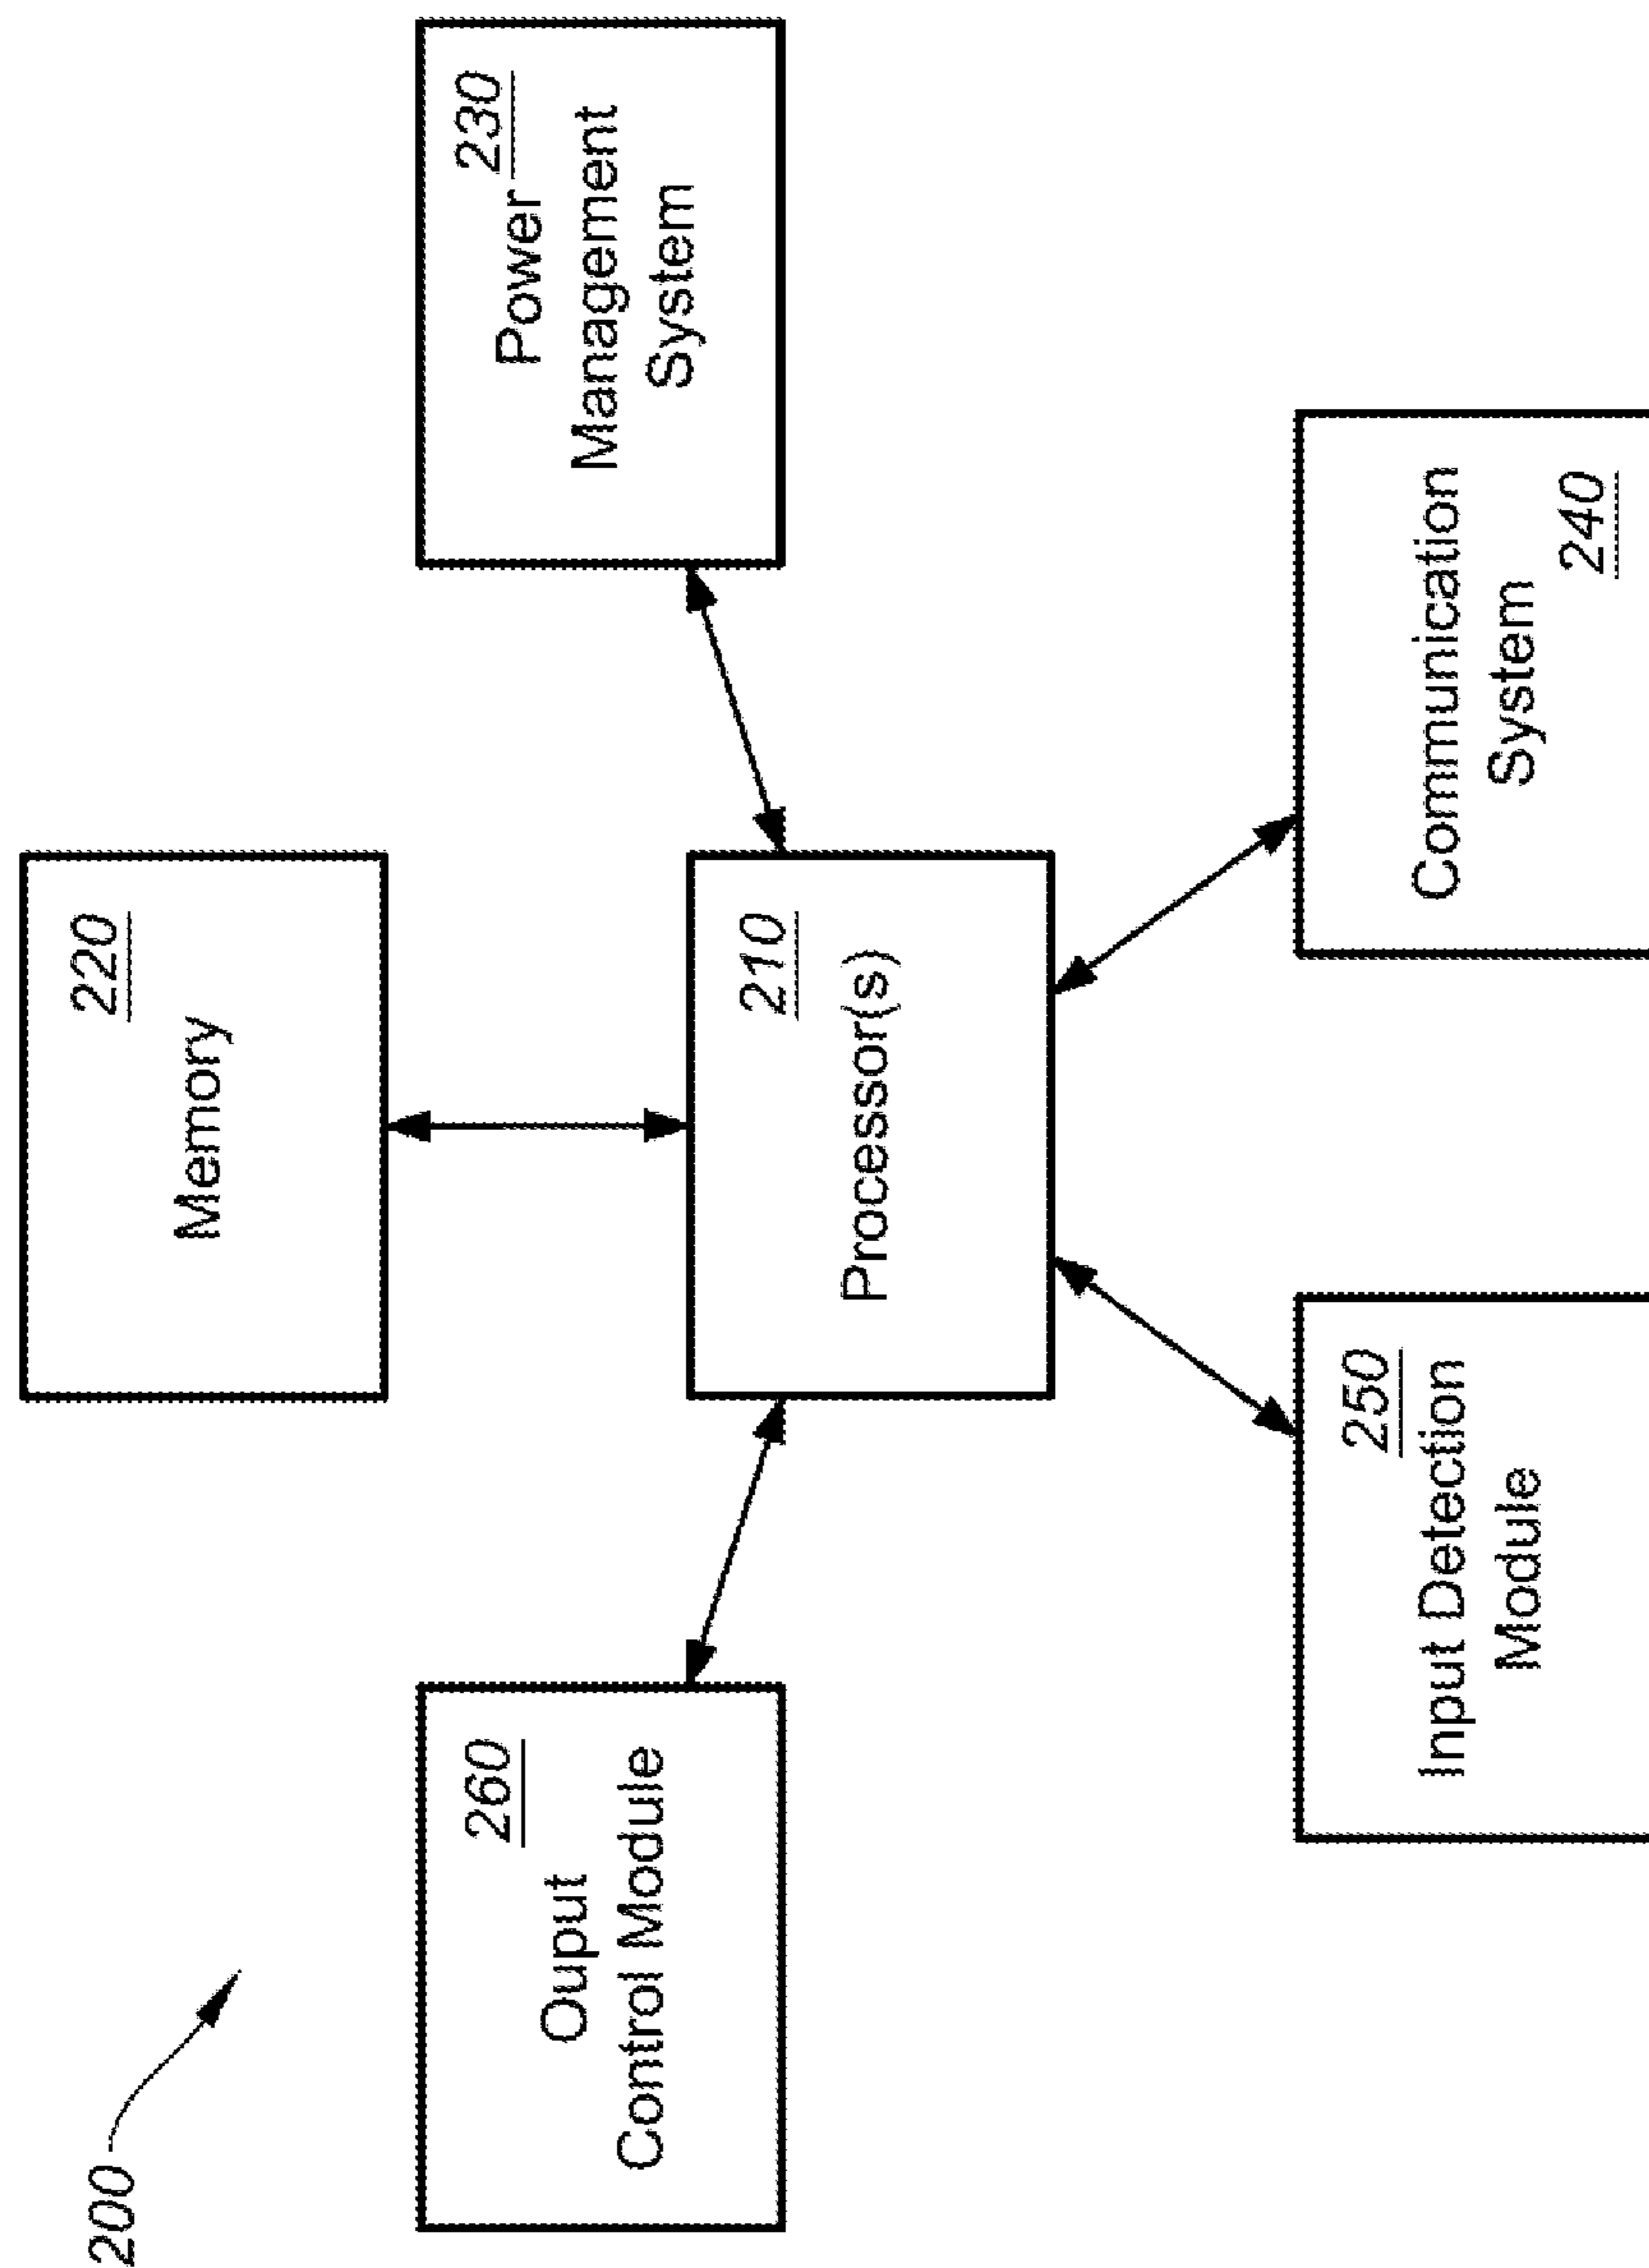 200
220
Memory
260
Ouput
Control Module
230
Power
Management
System
210
Processor(s)
250
Input Detection
Module
Communication
System
240